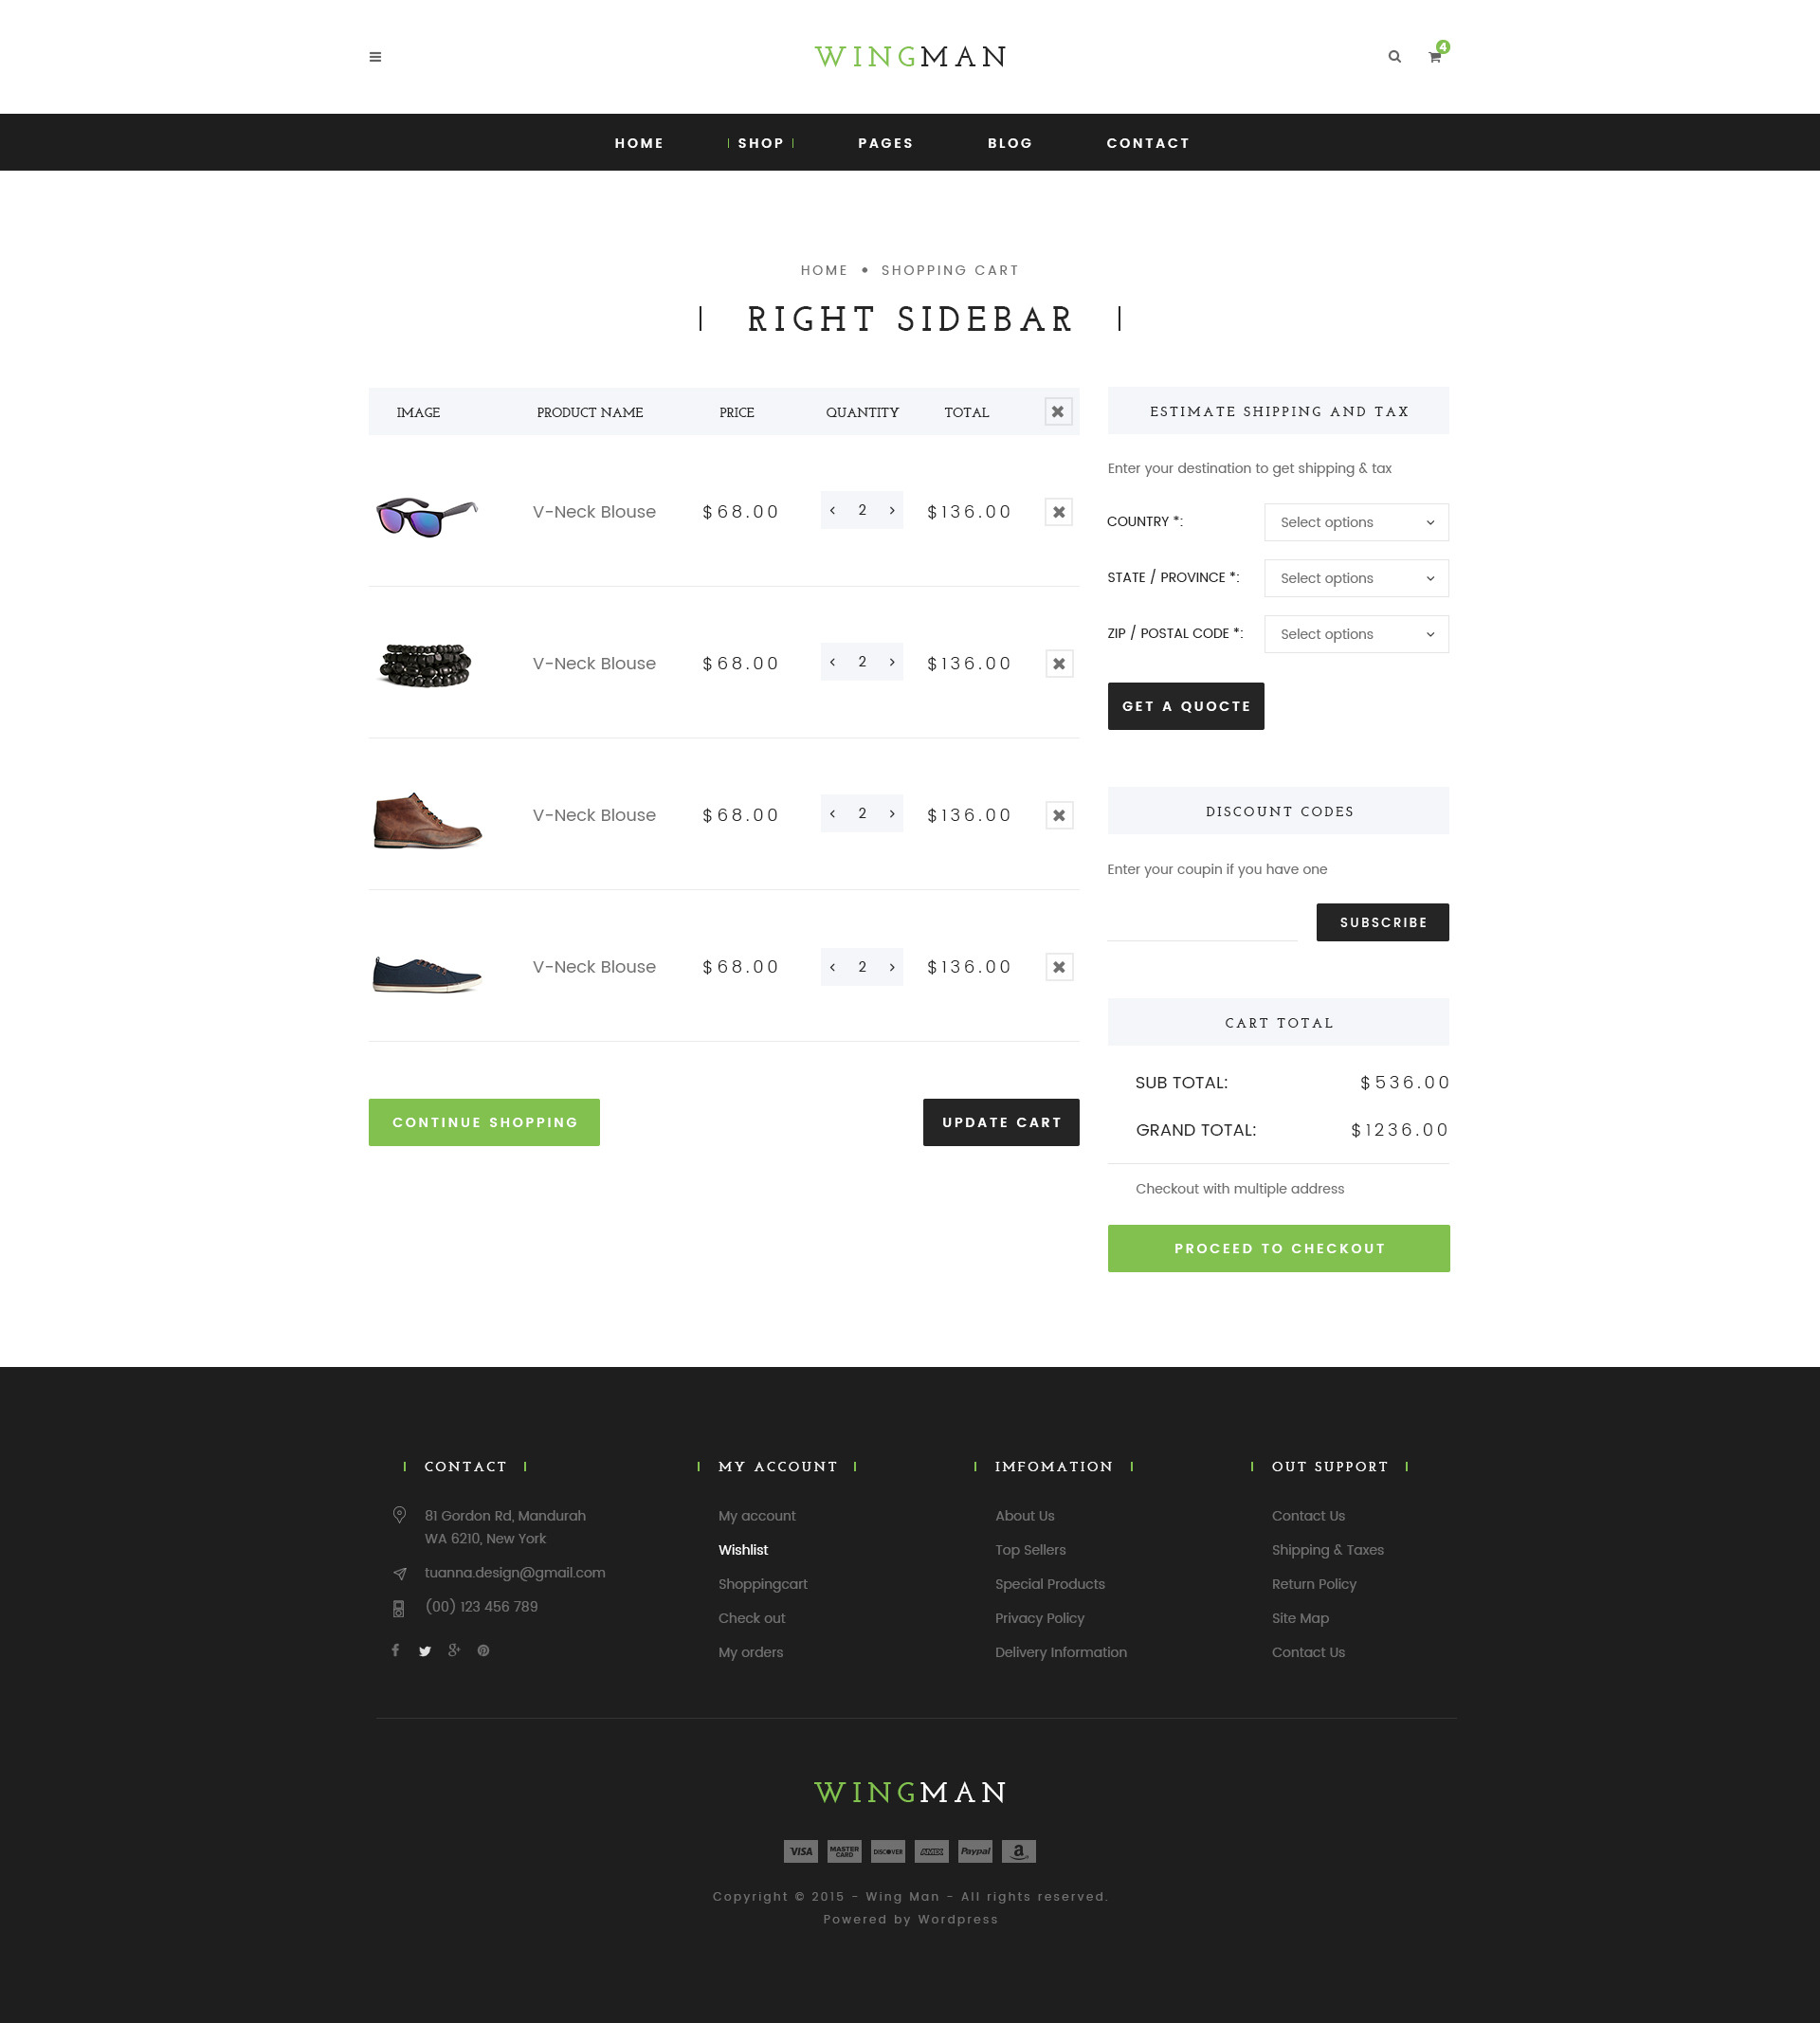 WINGMAN
4
HOME SHOP PAGES BLOG CONTACT
HOME • SHOPPING CART
RIGHT SIDEBAR
IMAGE PRODUCT NAME PRICE QUANTITY TOTAL
V-Neck Blouse $68.00 2 $136.00
V-Neck Blouse $68.00 2 $136.00
V-Neck Blouse $68.00 2 $136.00
V-Neck Blouse $68.00 2 $136.00
CONTINUE SHOPPING UPDATE CART
ESTIMATE SHIPPING AND TAX
Enter your destination to get shipping & tax
COUNTRY *: Select options
STATE / PROVINCE *: Select options
ZIP / POSTAL CODE *: Select options
GET A QUOCTE
DISCOUNT CODES
Enter your coupin if you have one
SUBSCRIBE
CART TOTAL
SUB TOTAL: $536.00
GRAND TOTAL: $1236.00
Checkout with multiple address
PROCEED TO CHECKOUT
CONTACT
81 Gordon Rd, Mandurah
WA 6210, New York
tuanna.design@gmail.com
(00) 123 456 789
MY ACCOUNT
My account
Wishlist
Shoppingcart
Check out
My orders
IMFOMATION
About Us
Top Sellers
Special Products
Privacy Policy
Delivery Information
OUT SUPPORT
Contact Us
Shipping & Taxes
Return Policy
Site Map
Contact Us
WINGMAN
VISA MASTER CARD DISCOVER AMEX Paypal a
Copyright © 2015 - Wing Man - All rights reserved.
Powered by Wordpress